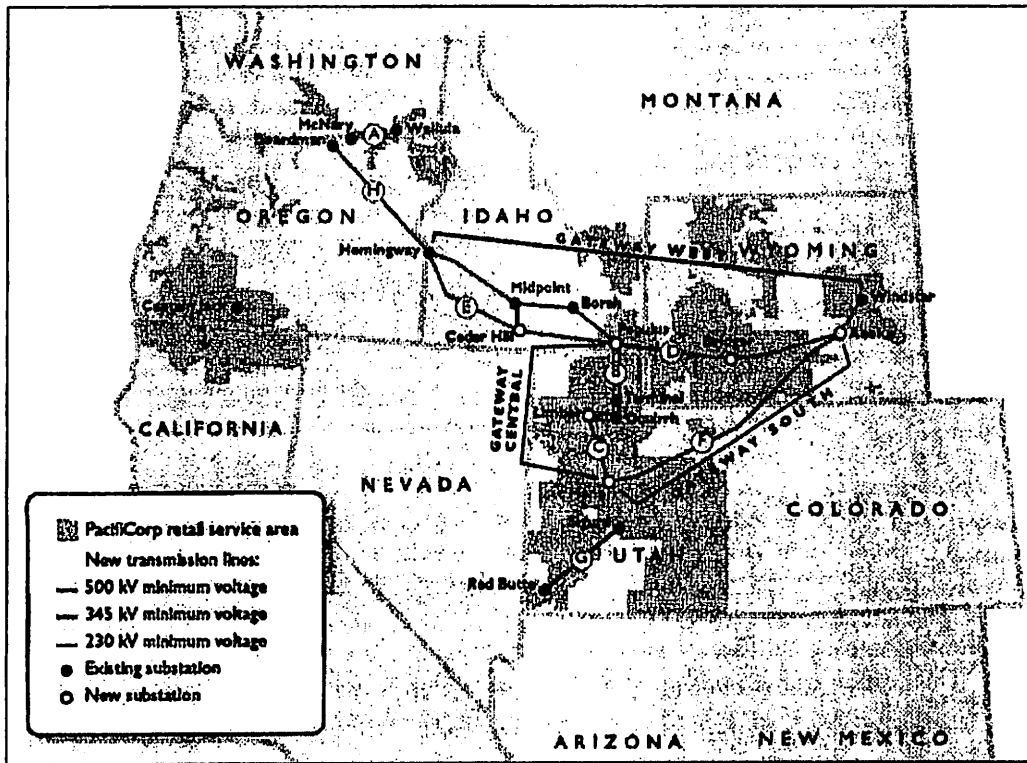 WASHINGTON
MONTANA
McNary
A
Wallula
Boardman
H
OREGON
IDAHO
GATEWAY WEST
WYOMING
Hemingway
Midpoint
Borah
Windstar
E
Cedar Hill
Populus
D
B
Terminal
GATEWAY
CENTRAL
C
F
GATEWAY SOUTH
CALIFORNIA
NEVADA
COLORADO
UTAH
G
Red Butte
PacifiCorp retail service area
New transmission lines:
500 kV minimum voltage
345 kV minimum voltage
230 kV minimum voltage
Existing substation
New substation
ARIZONA
NEW MEXICO